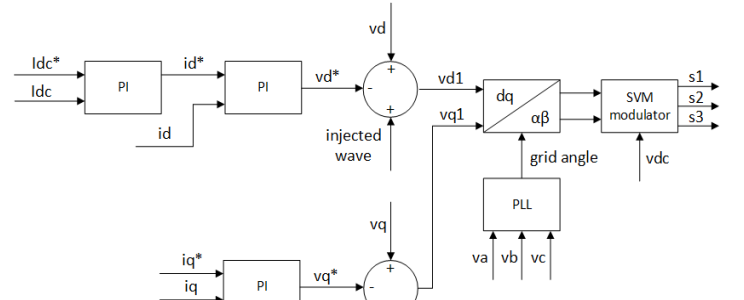 vd
Idc*
id*
PI
PI
Idc
vd*
+
-
+
vd1
dq
αβ
SVM
modulator
s1
s2
s3
vq1
id
injected
wave
grid angle
vdc
PLL
vq
va
vb
vc
iq*
iq
PI
vq*
+
-